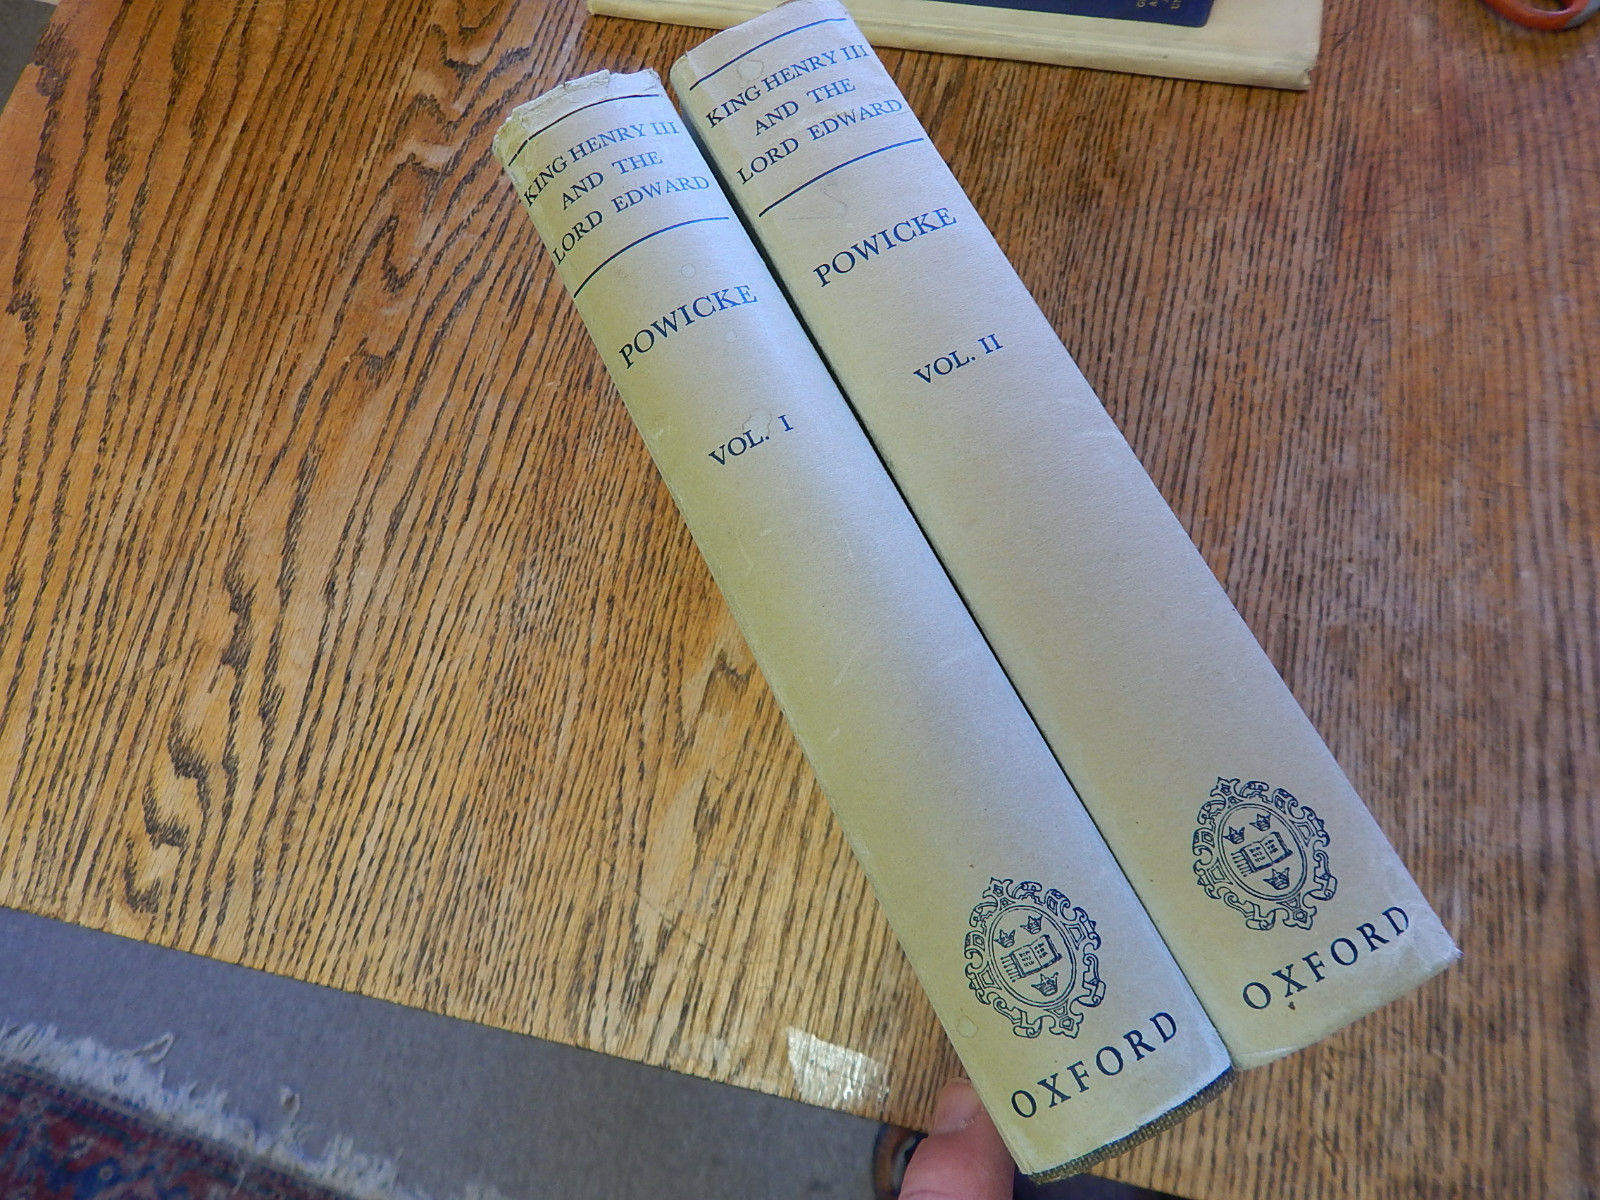 KING HENRY III
AND THE
LORD EDWARD
POWICKE
VOL. I
OXFORD
KING HENRY III
AND THE
LORD EDWARD
POWICKE
VOL. II
OXFORD